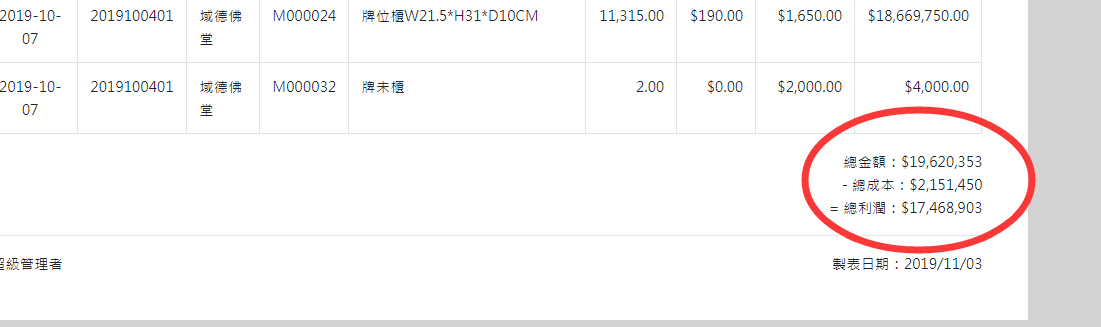 2019-10-07 2019100401 域德佛堂 M000024 牌位櫃W21.5*H31*D10CM 11,315.00 $190.00 $1,650.00 $18,669,750.00
2019-10-07 2019100401 域德佛堂 M000032 牌未櫃 2.00 $0.00 $2,000.00 $4,000.00
總金額：$19,620,353
- 總成本：$2,151,450
= 總利潤：$17,468,903
超級管理者 製表日期：2019/11/03